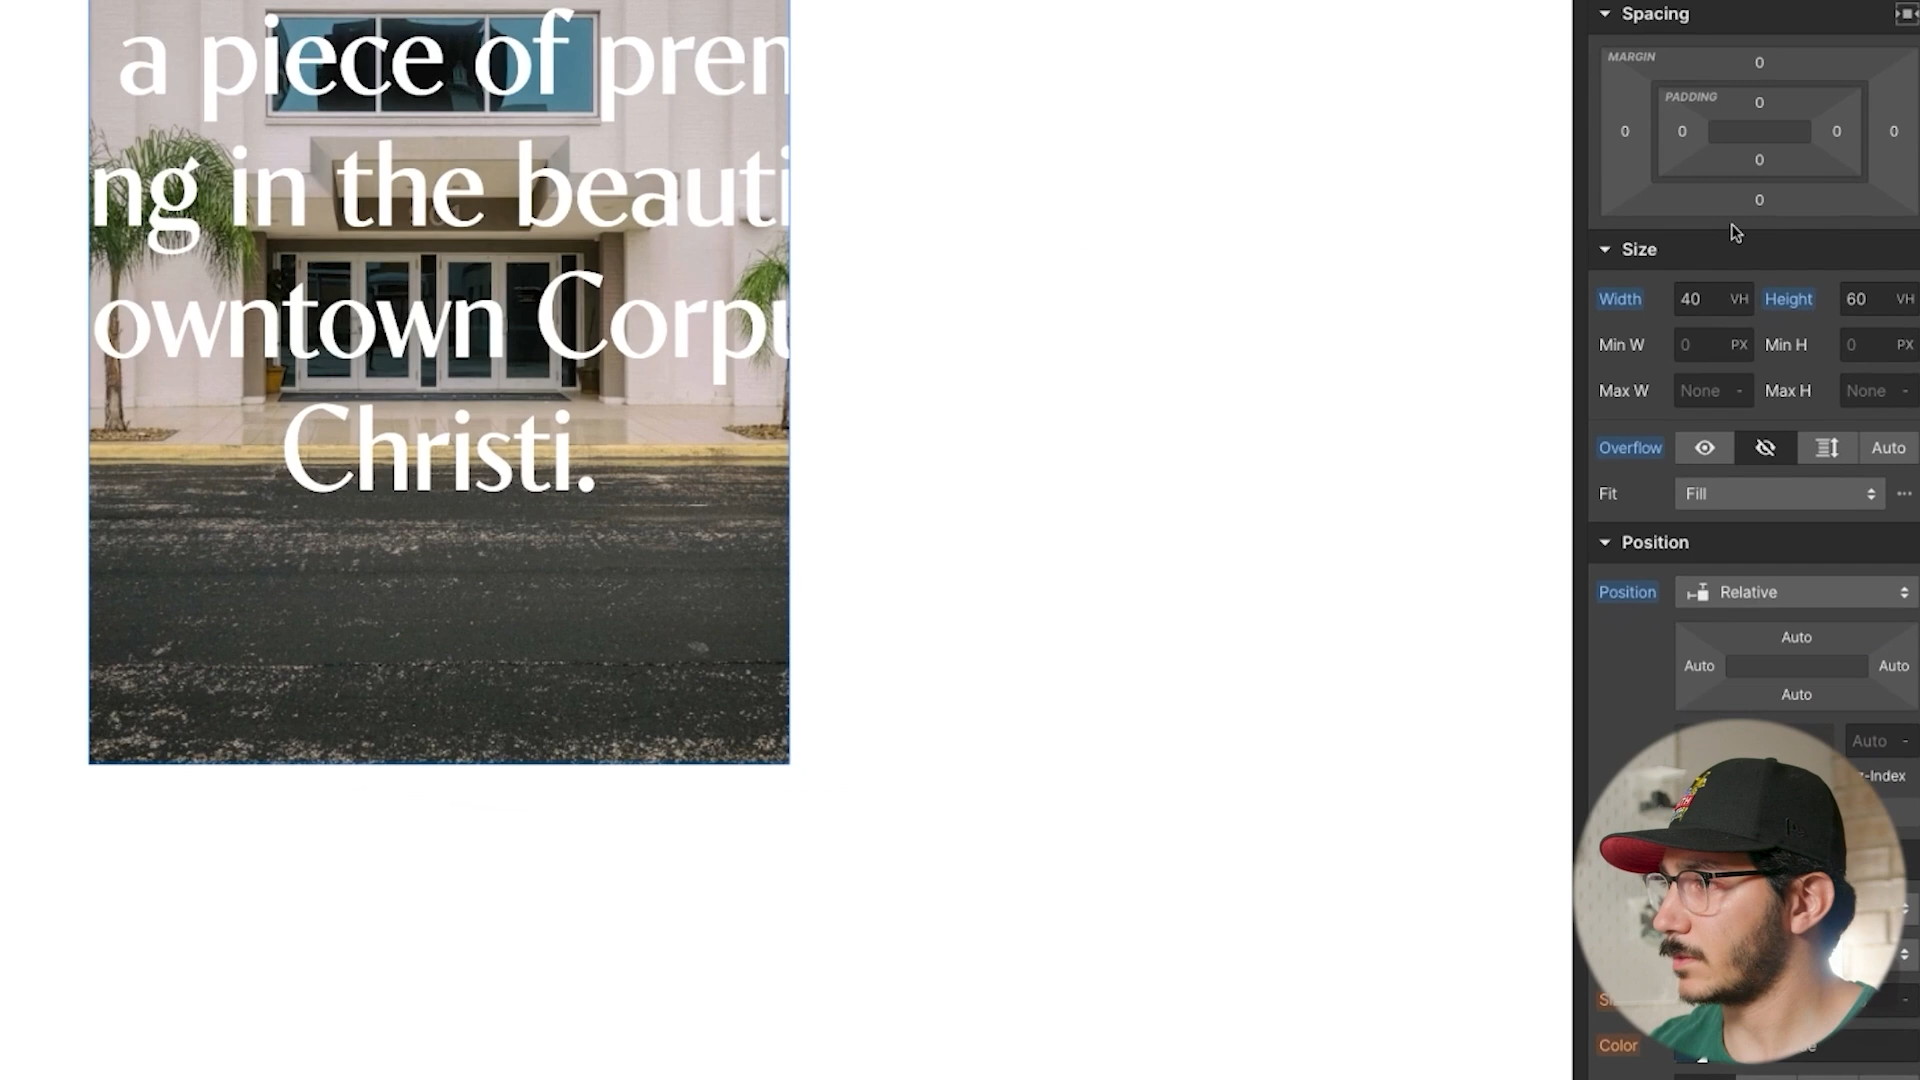 a piece of prem
ng in the beauti
owntown Corpu
Christi.
Spacing
MARGIN
0
PADDING
0
0 0 0 0
0
0
Size
Width 40 VH Height 60 VH
Min W 0 PX Min H 0 PX
Max W None - Max H None -
Overflow Auto
Fit Fill
Position
Position Relative
Auto
Auto Auto
Auto
Auto -
z-Index
Color